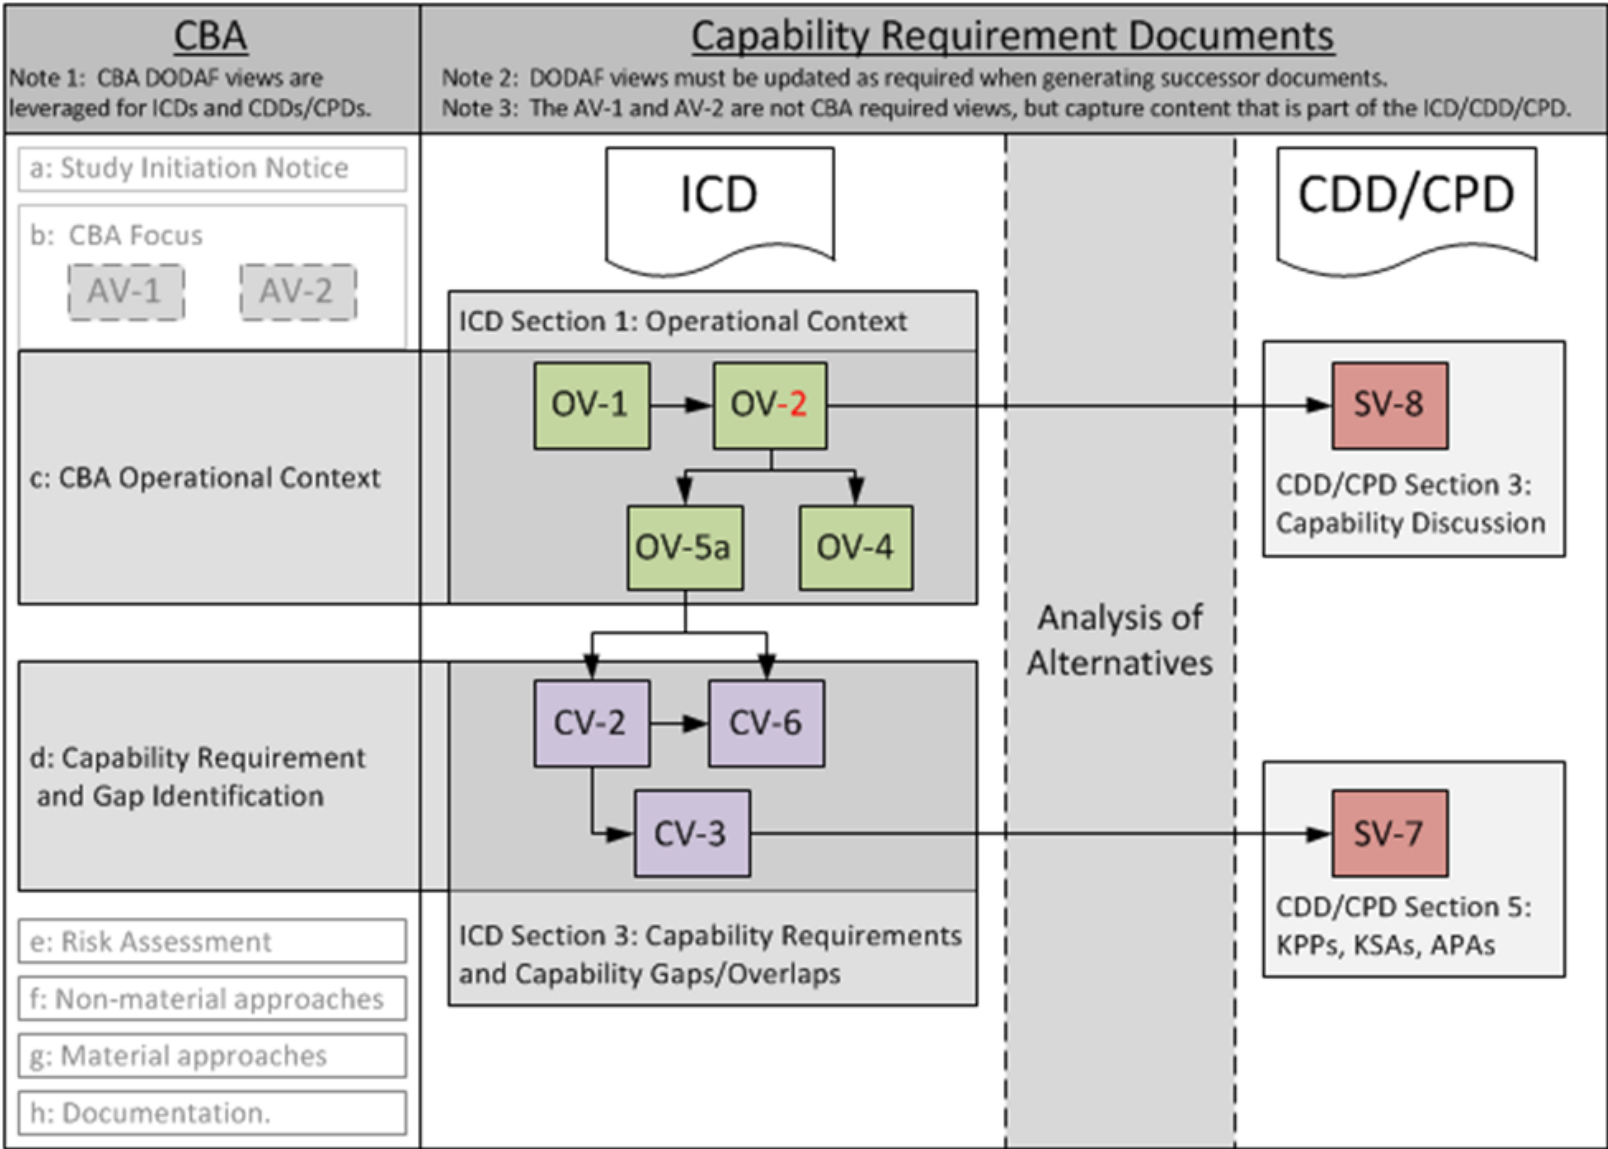 CBA
Note 1: CBA DODAF views are
leveraged for ICDs and CDDs/CPDs.
Capability Requirement Documents
Note 2: DODAF views must be updated as required when generating successor documents.
Note 3: The AV-1 and AV-2 are not CBA required views, but capture content that is part of the ICD/CDD/CPD.
a: Study Initiation Notice
b: CBA Focus
AV-1
AV-2
c: CBA Operational Context
d: Capability Requirement
and Gap Identification
e: Risk Assessment
f: Non-material approaches
g: Material approaches
h: Documentation.
ICD
ICD Section 1: Operational Context
OV-1
OV-2
OV-5a
OV-4
CV-2
CV-6
CV-3
ICD Section 3: Capability Requirements
and Capability Gaps/Overlaps
Analysis of
Alternatives
CDD/CPD
SV-8
CDD/CPD Section 3:
Capability Discussion
SV-7
CDD/CPD Section 5:
KPPs, KSAs, APAs